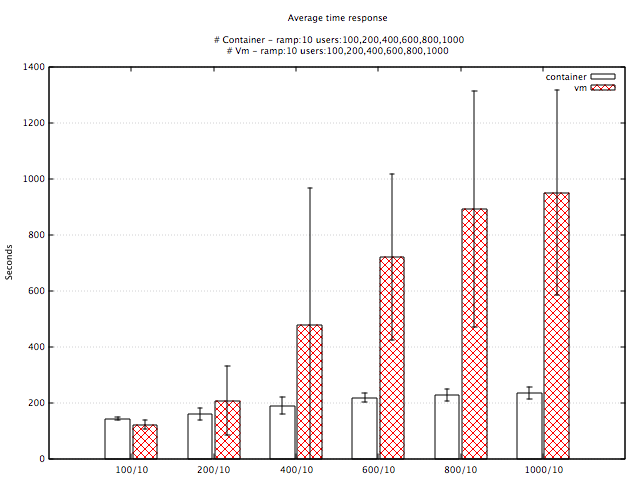 Average time response
# Container - ramp:10 users:100,200,400,600,800,1000
# Vm - ramp:10 users:100,200,400,600,800,1000
1400
container
vm
1200
1000
800
Seconds
600
400
200
0
100/10 200/10 400/10 600/10 800/10 1000/10